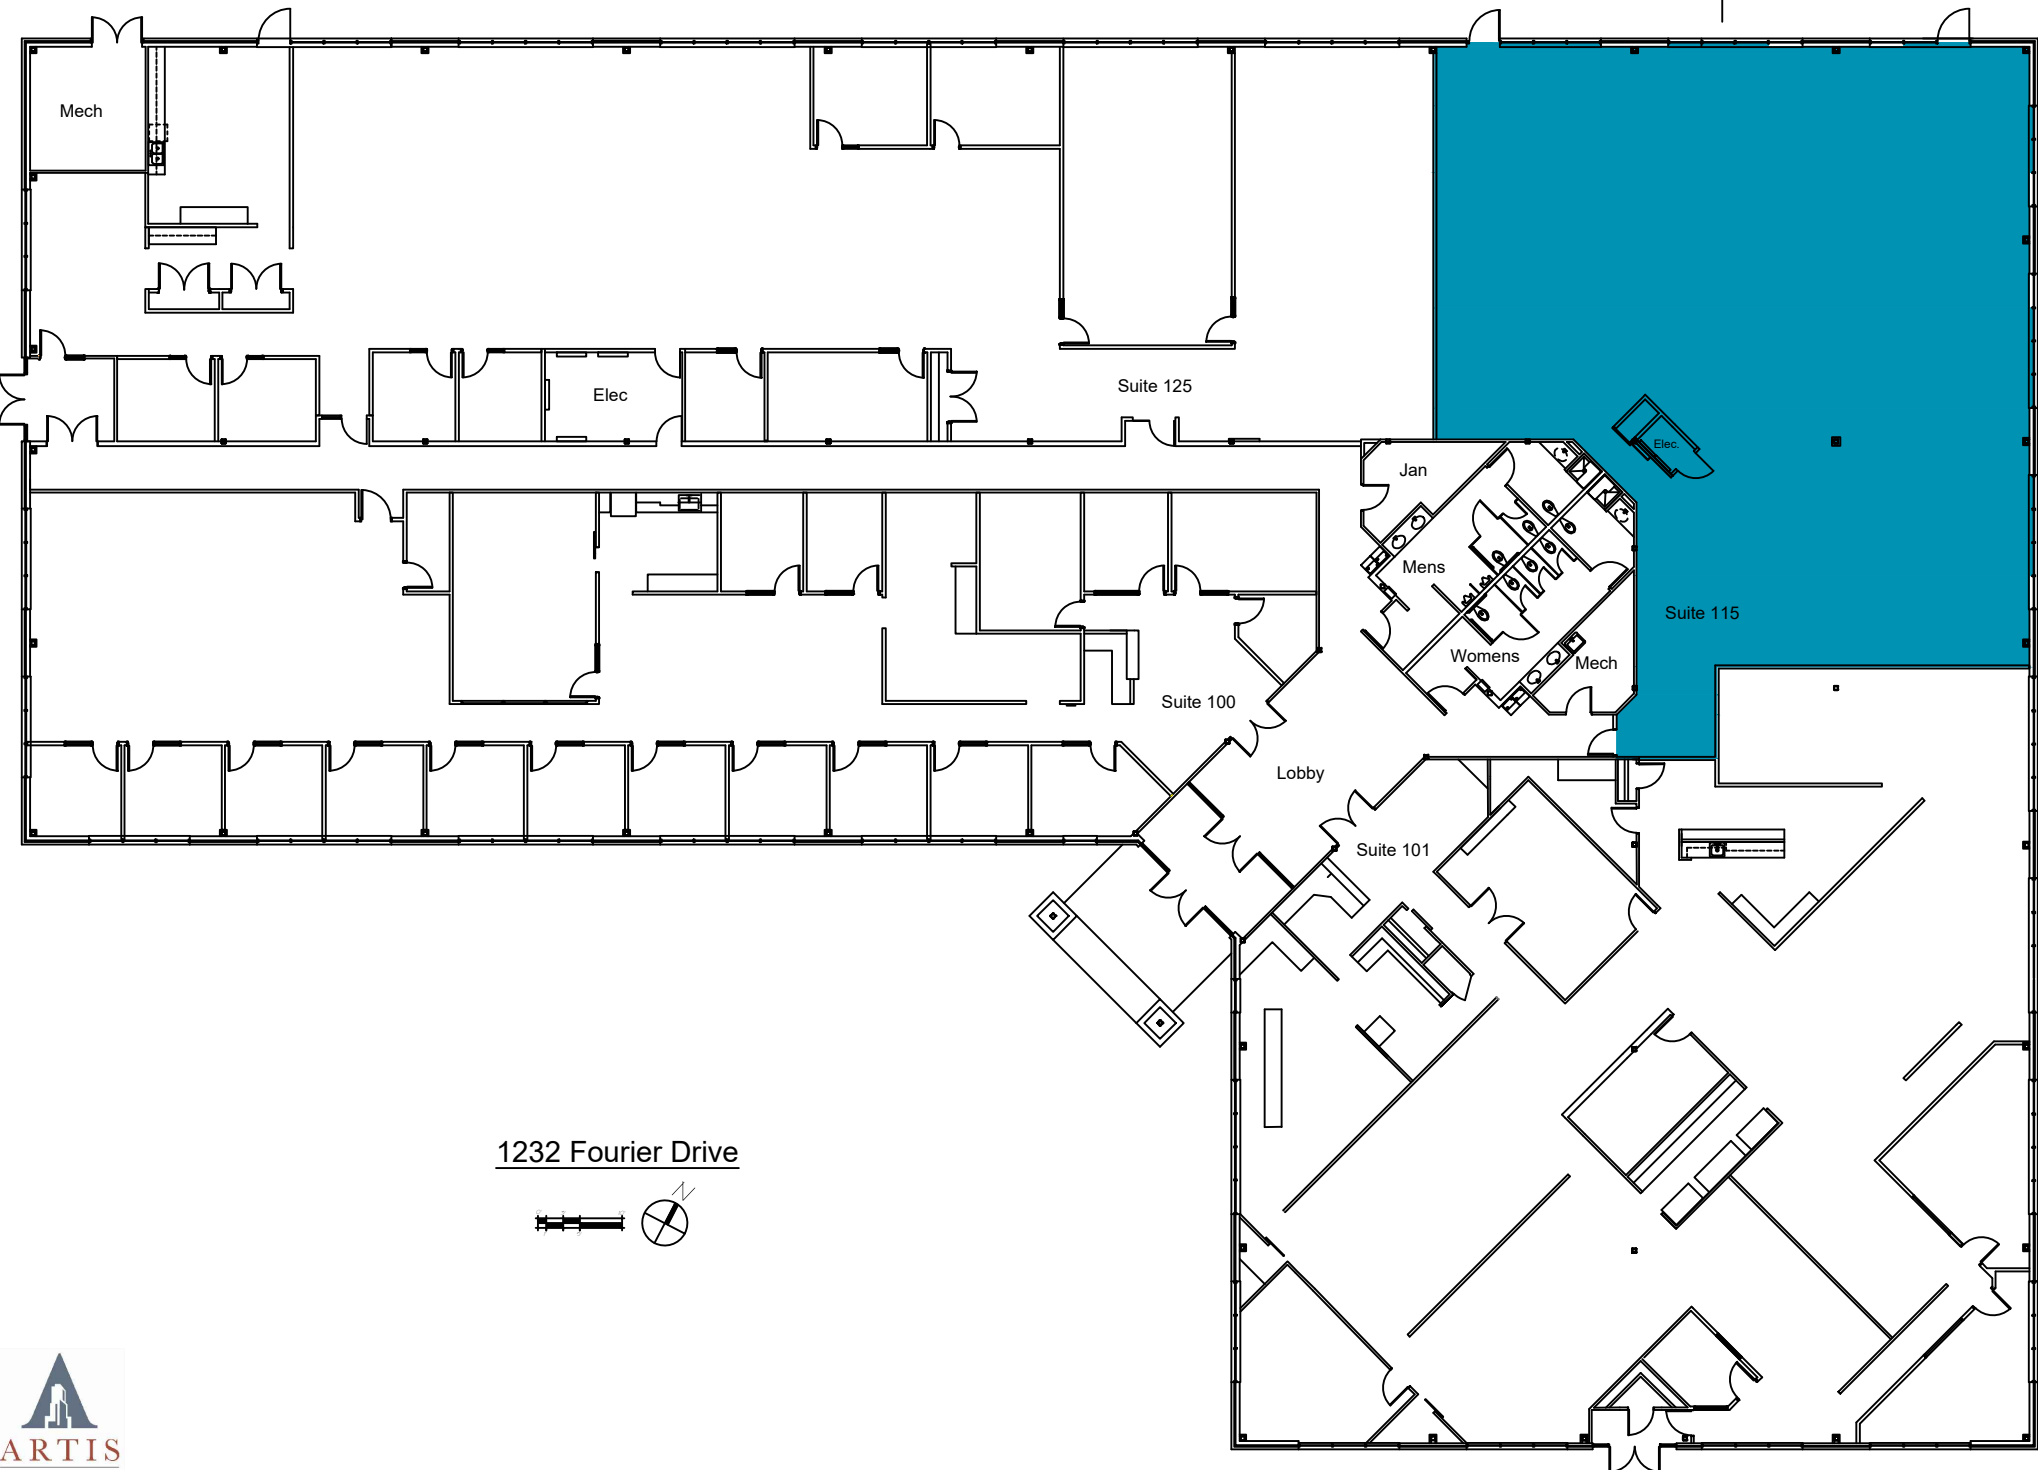 Mech
Elec
Suite 125
Jan
Elec.
Mens
Suite 115
Womens
Mech
Suite 100
Lobby
Suite 101
1232 Fourier Drive
N
ARTIS